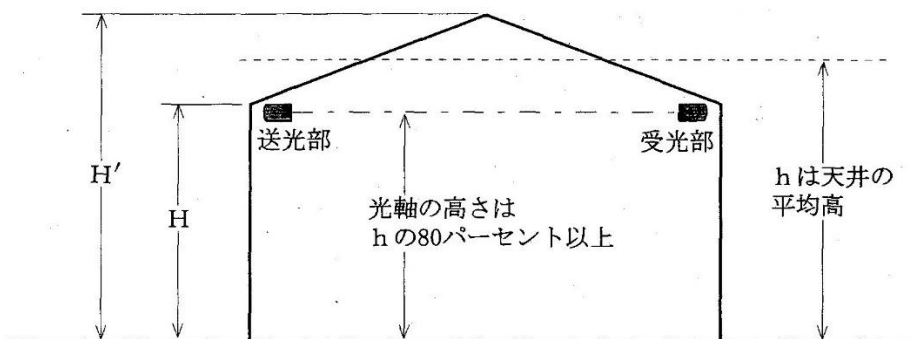 送光部
受光部
H′
H
光軸の高さは
hの80パーセント以上
hは天井の
平均高